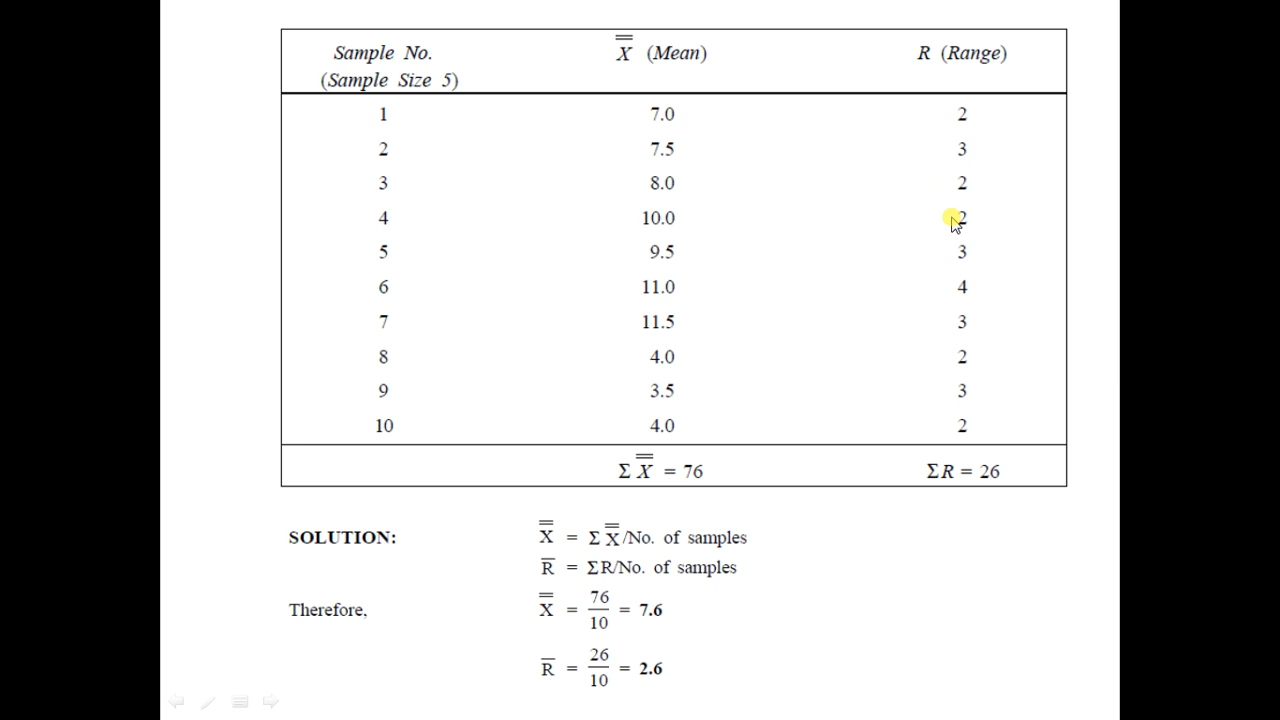 Sample No. X̿ (Mean) R (Range)
(Sample Size 5)
1 7.0 2
2 7.5 3
3 8.0 2
4 10.0 2
5 9.5 3
6 11.0 4
7 11.5 3
8 4.0 2
9 3.5 3
10 4.0 2
Σ X̿ = 76 ΣR = 26
SOLUTION: X̿ = Σ X̿/No. of samples
R̅ = ΣR/No. of samples
Therefore, X̿ = 76/10 = 7.6
R̅ = 26/10 = 2.6